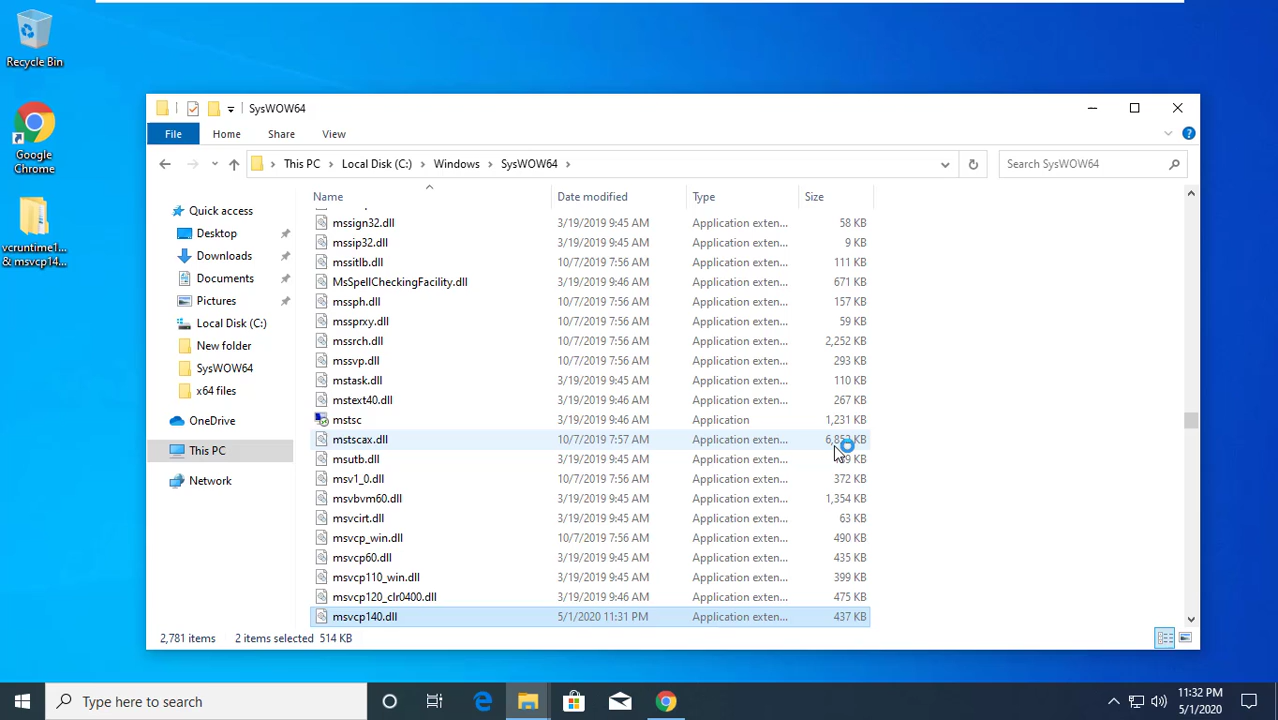 Recycle Bin
Google
Chrome
vcruntime1...
& msvcp14...
SysWOW64
File Home Share View
This PC Local Disk (C:) Windows SysWOW64
Search SysWOW64
Name Date modified Type Size
Quick access
Desktop
Downloads
Documents
Pictures
Local Disk (C:)
New folder
SysWOW64
x64 files
OneDrive
This PC
Network
mssign32.dll 3/19/2019 9:45 AM Application exten... 58 KB
mssip32.dll 3/19/2019 9:45 AM Application exten... 9 KB
mssitlb.dll 10/7/2019 7:56 AM Application exten... 111 KB
MsSpellCheckingFacility.dll 3/19/2019 9:46 AM Application exten... 671 KB
mssph.dll 10/7/2019 7:56 AM Application exten... 157 KB
mssprxy.dll 10/7/2019 7:56 AM Application exten... 59 KB
mssrch.dll 10/7/2019 7:56 AM Application exten... 2,252 KB
mssvp.dll 10/7/2019 7:56 AM Application exten... 293 KB
mstask.dll 3/19/2019 9:45 AM Application exten... 110 KB
mstext40.dll 3/19/2019 9:45 AM Application exten... 267 KB
mstsc 3/19/2019 9:46 AM Application 1,231 KB
mstscax.dll 10/7/2019 7:57 AM Application exten... KB
msutb.dll 3/19/2019 9:45 AM Application exten... KB
msv1_0.dll 10/7/2019 7:56 AM Application exten... 372 KB
msvbvm60.dll 3/19/2019 9:45 AM Application exten... 1,354 KB
msvcirt.dll 3/19/2019 9:45 AM Application exten... 63 KB
msvcp_win.dll 10/7/2019 7:56 AM Application exten... 490 KB
msvcp60.dll 3/19/2019 9:45 AM Application exten... 435 KB
msvcp110_win.dll 3/19/2019 9:45 AM Application exten... 399 KB
msvcp120_clr0400.dll 3/19/2019 9:46 AM Application exten... 475 KB
msvcp140.dll 5/1/2020 11:31 PM Application exten... 437 KB
2,781 items 2 items selected 514 KB
Type here to search
11:32 PM
5/1/2020